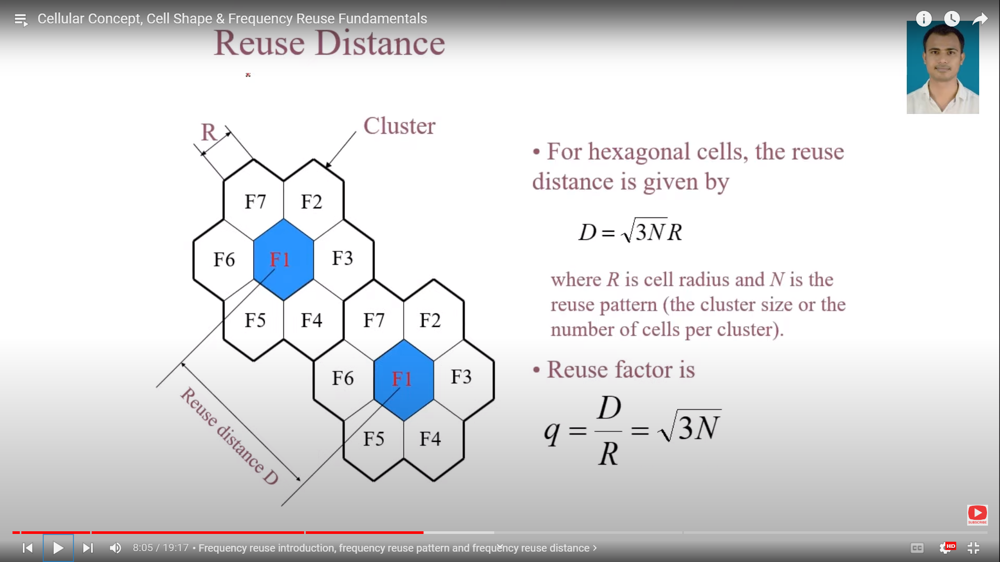 Cellular Concept, Cell Shape & Frequency Reuse Fundamentals
Reuse Distance
R
Cluster
F7 F2
F6 F1 F3
F5 F4 F7 F2
F6 F1 F3
F5 F4
Reuse distance D
• For hexagonal cells, the reuse
distance is given by
D = √3N R
where R is cell radius and N is the
reuse pattern (the cluster size or the
number of cells per cluster).
• Reuse factor is
q = D/R = √3N
SUBSCRIBE
8:05 / 19:17 • Frequency reuse introduction, frequency reuse pattern and frequency reuse distance
CC
HD